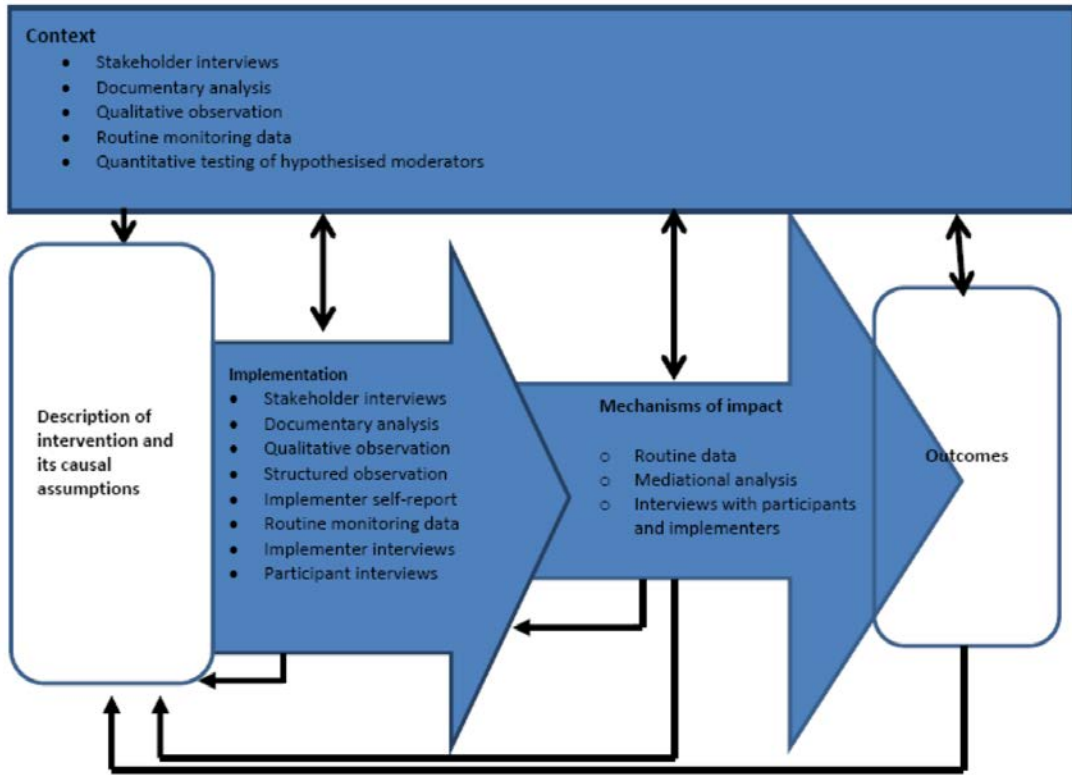 Context
• Stakeholder interviews
• Documentary analysis
• Qualitative observation
• Routine monitoring data
• Quantitative testing of hypothesised moderators
Description of
intervention and
its causal
assumptions
Implementation
• Stakeholder interviews
• Documentary analysis
• Qualitative observation
• Structured observation
• Implementer self-report
• Routine monitoring data
• Implementer interviews
• Participant interviews
Mechanisms of impact
o Routine data
o Mediational analysis
o Interviews with participants
and implementers
Outcomes